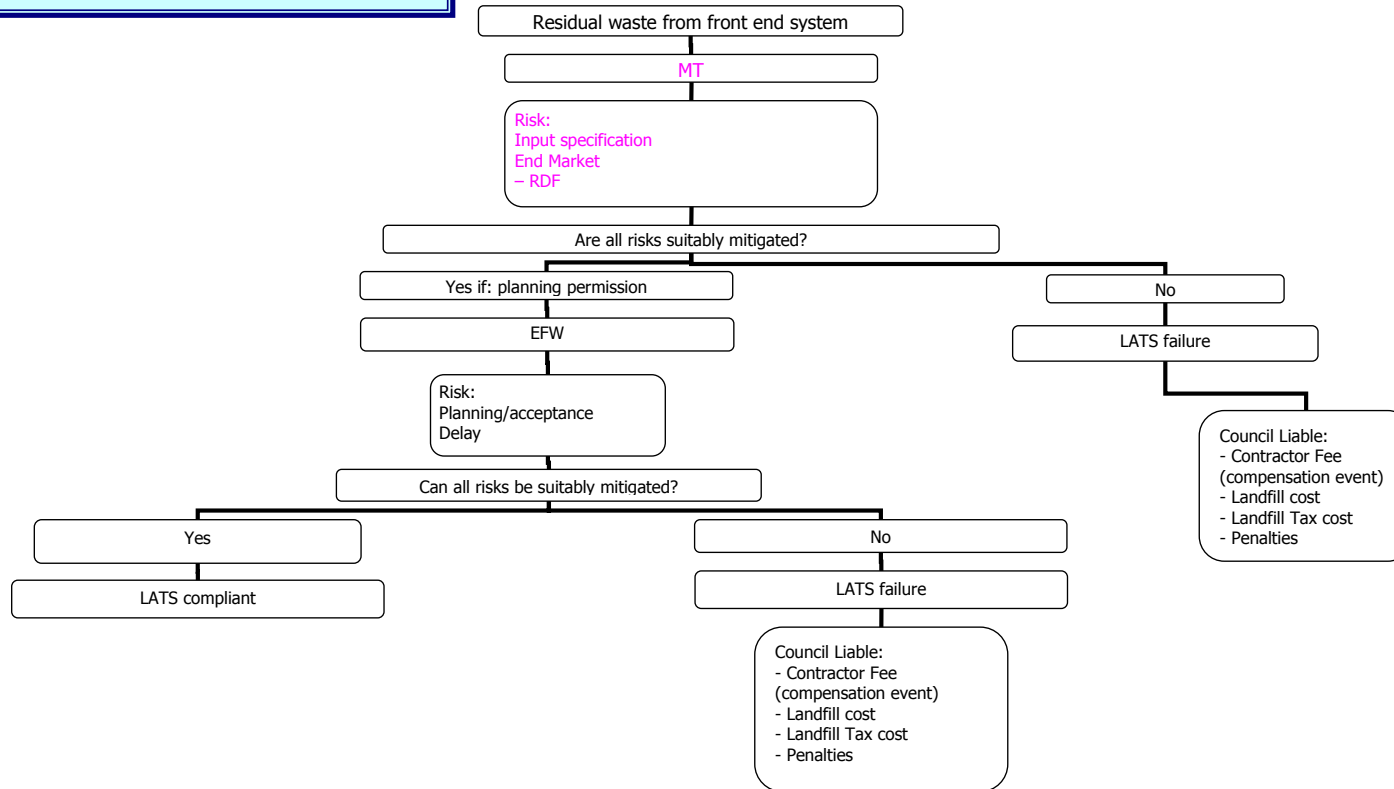 Residual waste from front end system
MT
Risk:
Input specification
End Market
– RDF
Are all risks suitably mitigated?
Yes if: planning permission
No
EFW
LATS failure
Risk:
Planning/acceptance
Delay
Council Liable:
- Contractor Fee
(compensation event)
- Landfill cost
- Landfill Tax cost
- Penalties
Can all risks be suitably mitigated?
Yes
No
LATS compliant
LATS failure
Council Liable:
- Contractor Fee
(compensation event)
- Landfill cost
- Landfill Tax cost
- Penalties